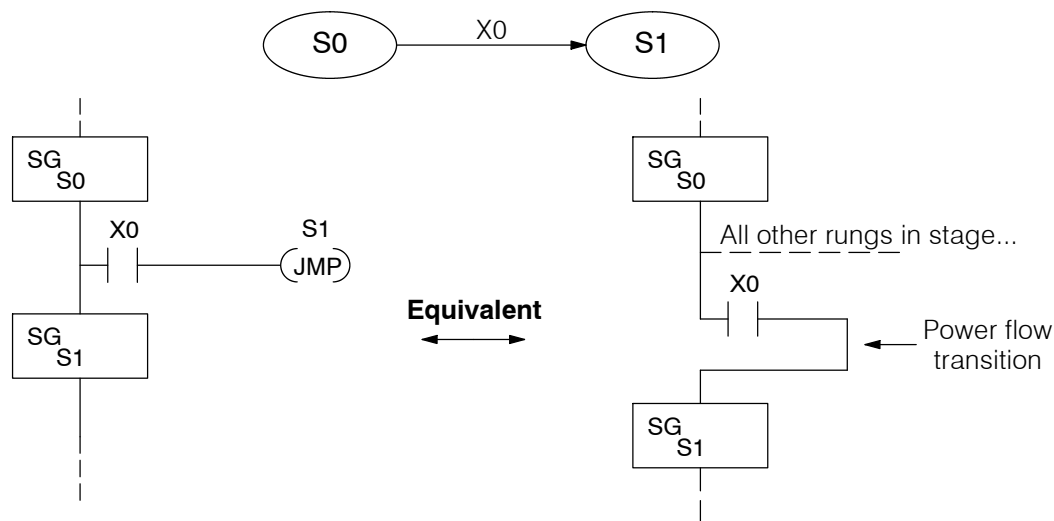 S0 X0 S1
SG
S0
X0 S1
JMP
SG
S1
Equivalent
SG
S0
All other rungs in stage...
X0
Power flow
transition
SG
S1